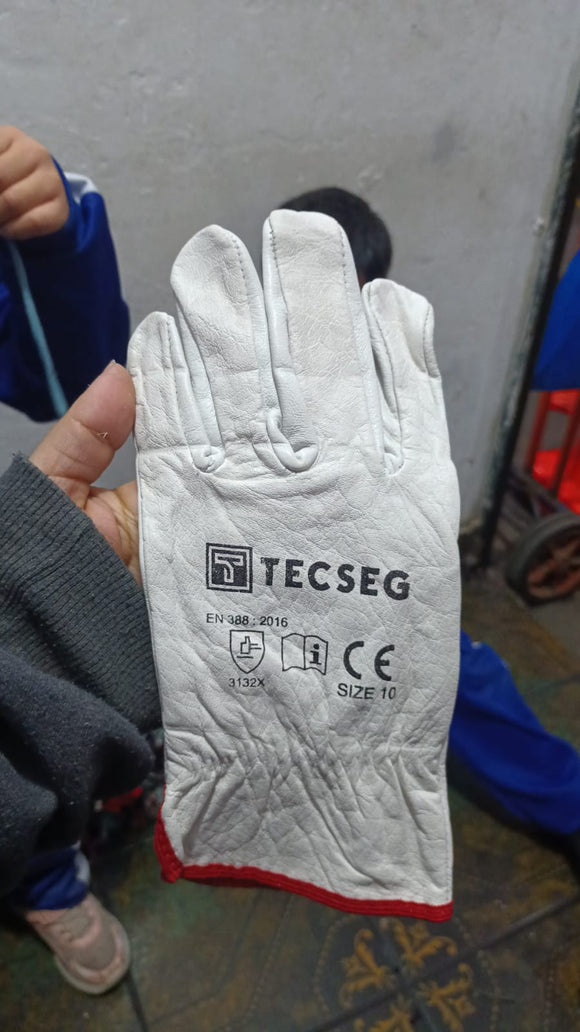 TECSEG
EN 388 : 2016
i CE
3132X
SIZE 10